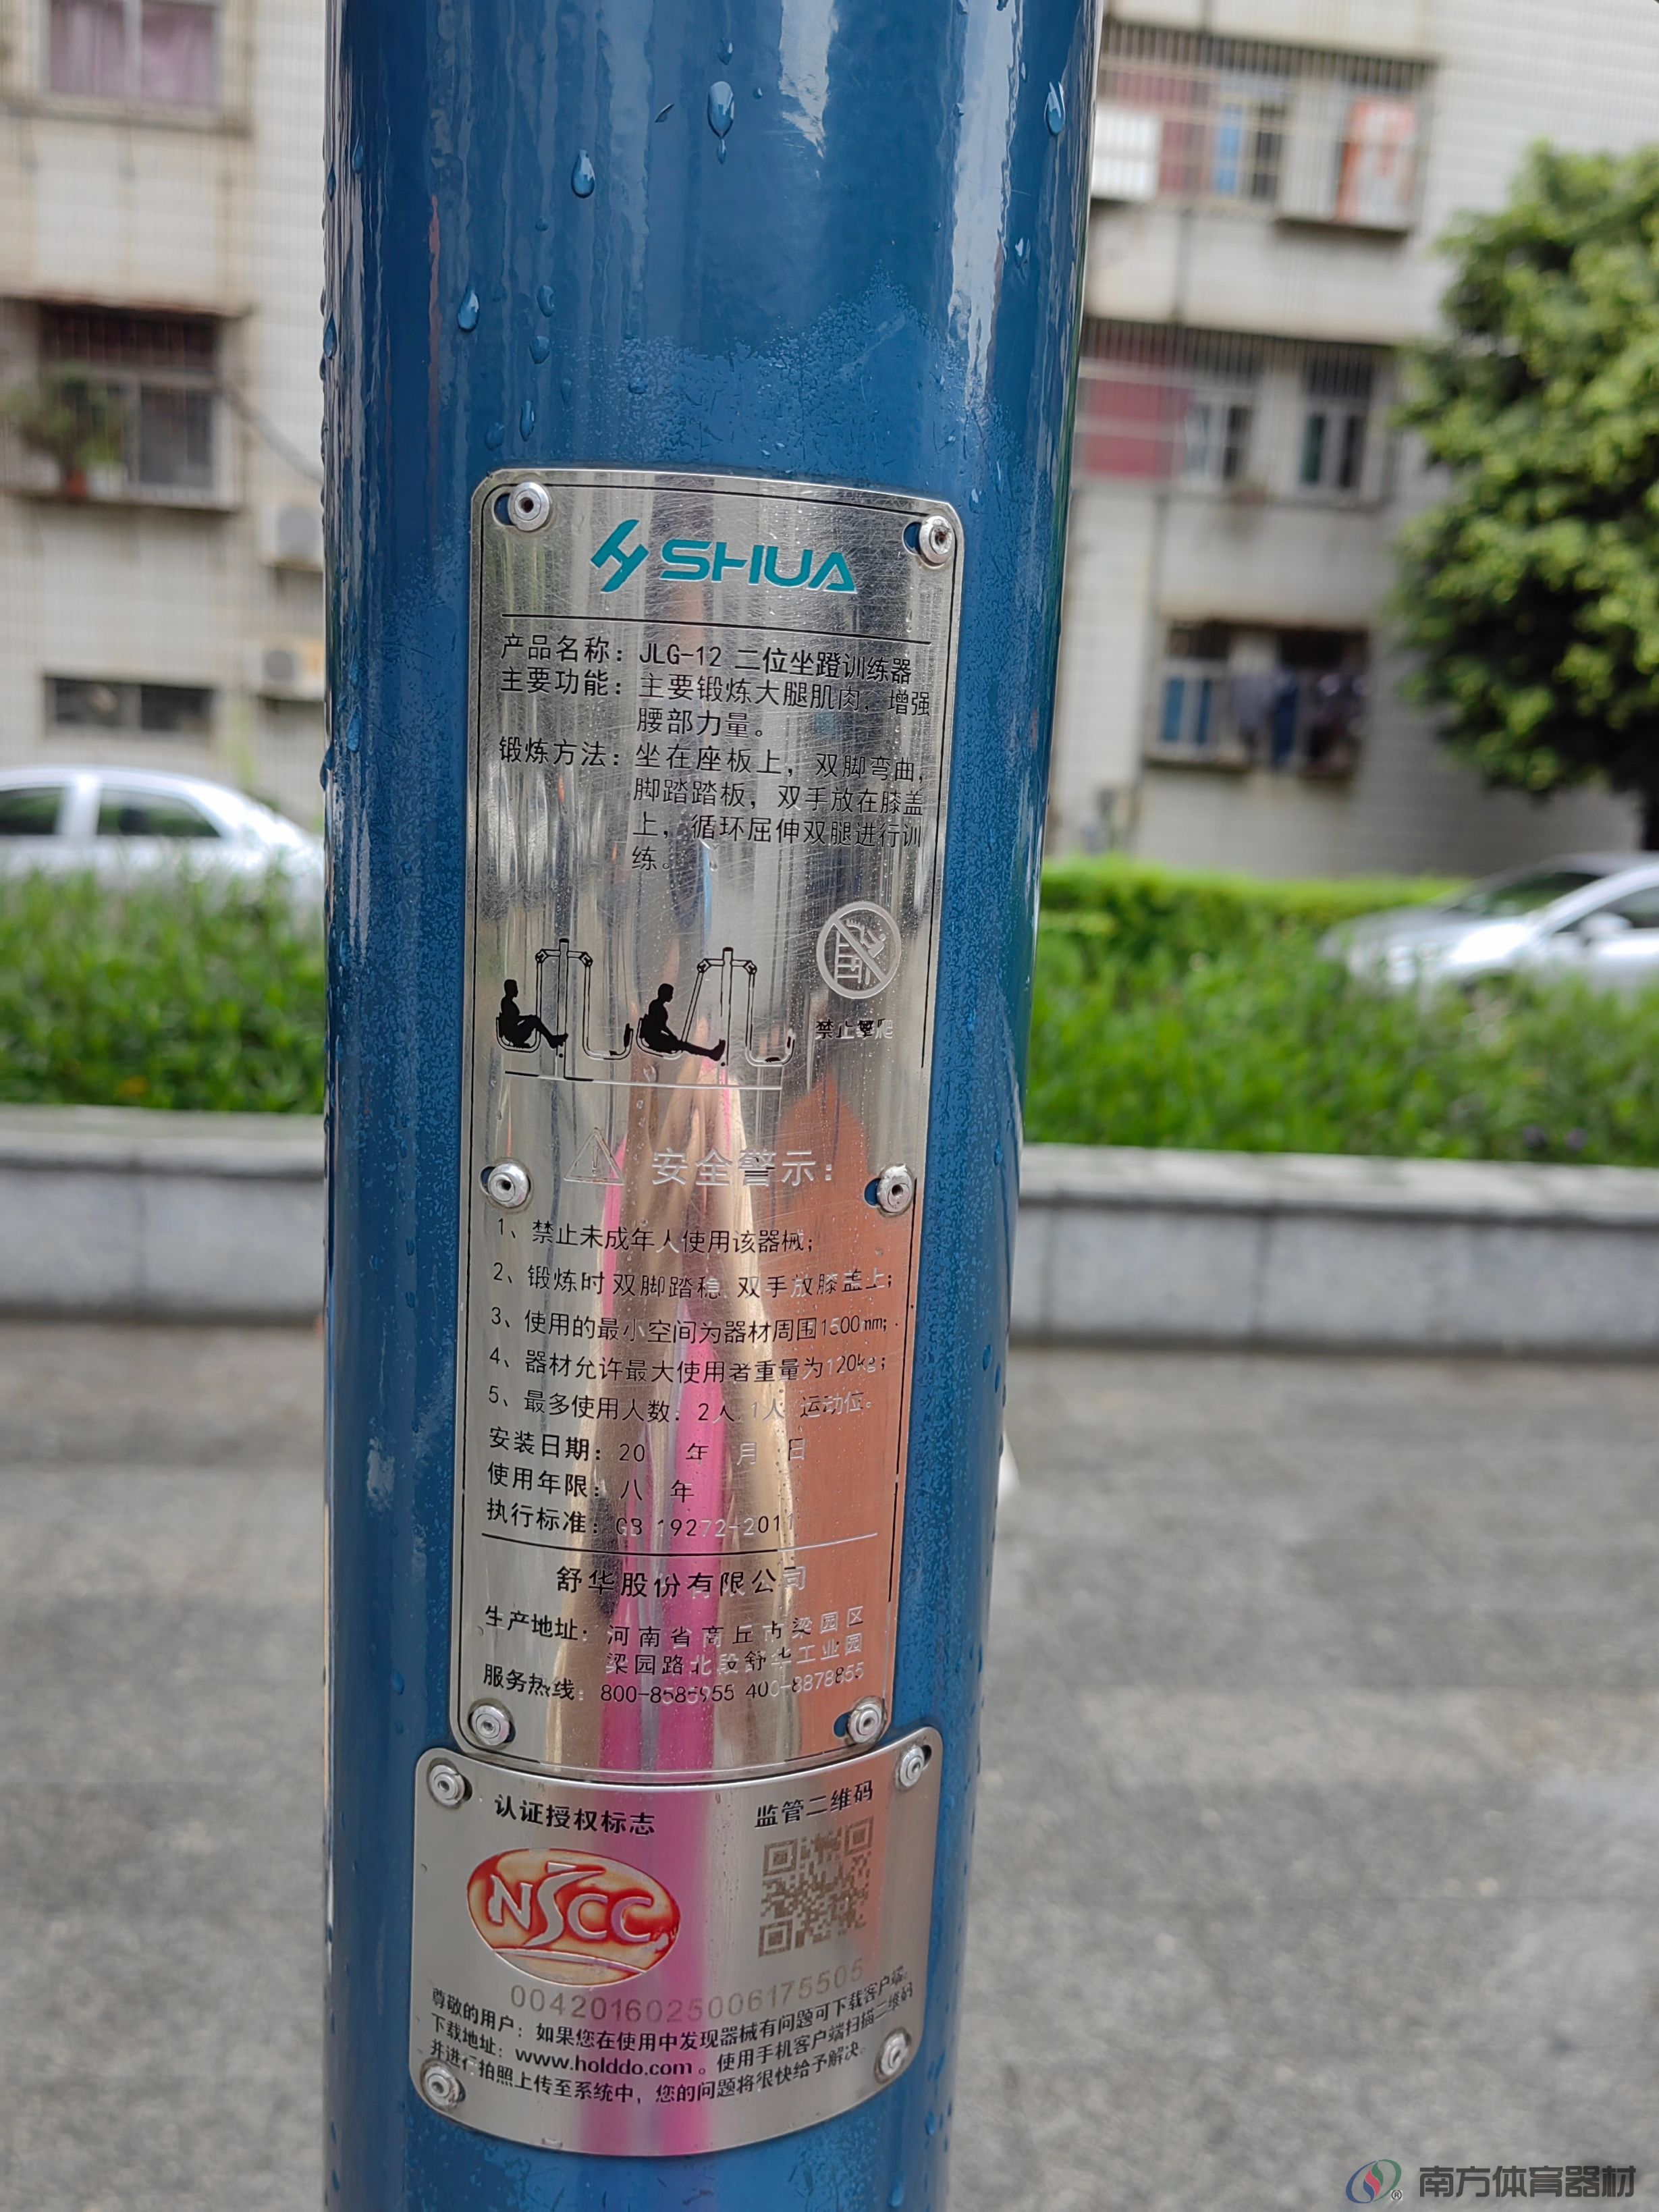 SHUA
产品名称：JLG-12 二位坐蹬训练器
主要功能：主要锻炼大腿肌肉，增强
腰部力量。
锻炼方法：坐在座板上，双脚弯曲，
脚踏踏板，双手放在膝盖
上，循环屈伸双腿进行训
练。
禁止攀爬
安全警示：
1、禁止未成年人使用该器械；
2、锻炼时双脚踏稳 双手放膝盖上；
3、使用的最小空间为器材周围1500mm；
4、器材允许最大使用者重量为120kg；
5、最多使用人数：2人，1人/运动位。
安装日期：20 年 月 日
使用年限：八 年
执行标准：GB 19272-2011
舒华股份有限公司
生产地址：河南省商丘市梁园区
梁园路北段舒华工业园
服务热线：800-8585955 400-8878855
认证授权标志
监管二维码
NSCC
0042016025006175505
尊敬的用户：如果您在使用中发现器械有问题可下载客户端。
下载地址：www.holddo.com。使用手机客户端扫描二维码
并进行拍照上传至系统中，您的问题将很快给予解决。
南方体育器材